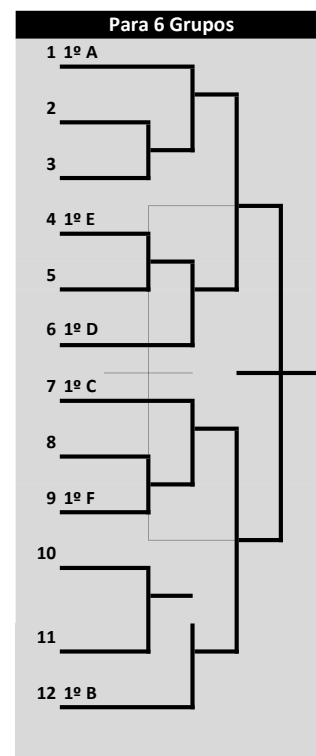 Para 6 Grupos
1 1º A
2
3
4 1º E
5
6 1º D
7 1º C
8
9 1º F
10
11
12 1º B